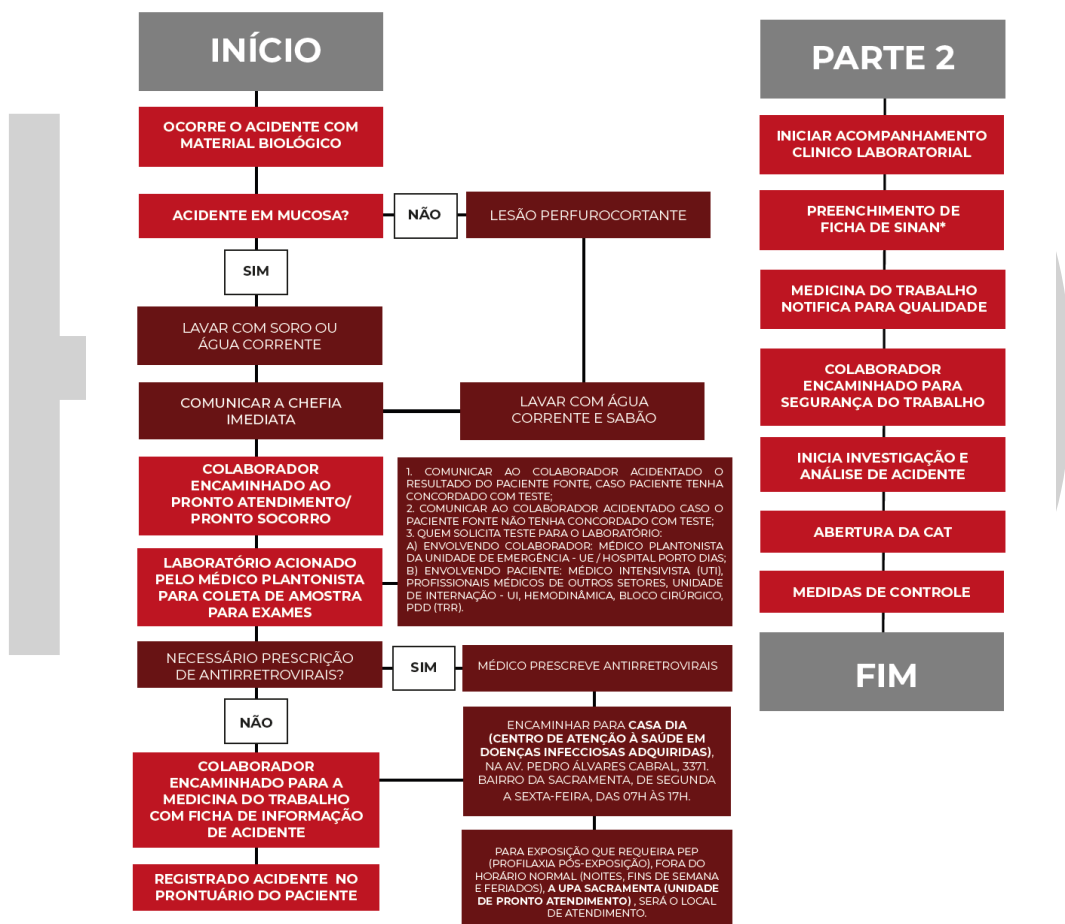 INÍCIO
OCORRE O ACIDENTE COM
MATERIAL BIOLÓGICO
ACIDENTE EM MUCOSA?
NÃO
LESÃO PERFUROCORTANTE
SIM
LAVAR COM SORO OU
ÁGUA CORRENTE
COMUNICAR A CHEFIA
IMEDIATA
LAVAR COM ÁGUA
CORRENTE E SABÃO
COLABORADOR
ENCAMINHADO AO
PRONTO ATENDIMENTO/
PRONTO SOCORRO
LABORATÓRIO ACIONADO
PELO MÉDICO PLANTONISTA
PARA COLETA DE AMOSTRA
PARA EXAMES
1. COMUNICAR AO COLABORADOR ACIDENTADO O
RESULTADO DO PACIENTE FONTE, CASO PACIENTE TENHA
CONCORDADO COM TESTE;
2. COMUNICAR AO COLABORADOR ACIDENTADO CASO O
PACIENTE FONTE NÃO TENHA CONCORDADO COM TESTE;
3. QUEM SOLICITA TESTE PARA O LABORATÓRIO:
A) ENVOLVENDO COLABORADOR: MÉDICO PLANTONISTA
DA UNIDADE DE EMERGÊNCIA - UE / HOSPITAL PORTO DIAS;
B) ENVOLVENDO PACIENTE: MÉDICO INTENSIVISTA (UTI),
PROFISSIONAIS MÉDICOS DE OUTROS SETORES, UNIDADE
DE INTERNAÇÃO - UI, HEMODINÂMICA, BLOCO CIRÚRGICO,
PDD (TRR).
NECESSÁRIO PRESCRIÇÃO
DE ANTIRRETROVIRAIS?
SIM
MÉDICO PRESCREVE ANTIRRETROVIRAIS
NÃO
ENCAMINHAR PARA CASA DIA
(CENTRO DE ATENÇÃO À SAÚDE EM
DOENÇAS INFECCIOSAS ADQUIRIDAS),
NA AV. PEDRO ÁLVARES CABRAL, 3371.
BAIRRO DA SACRAMENTA, DE SEGUNDA
A SEXTA-FEIRA, DAS 07H ÀS 17H.
COLABORADOR
ENCAMINHADO PARA A
MEDICINA DO TRABALHO
COM FICHA DE INFORMAÇÃO
DE ACIDENTE
PARA EXPOSIÇÃO QUE REQUEIRA PEP
(PROFILAXIA PÓS-EXPOSIÇÃO), FORA DO
HORÁRIO NORMAL (NOITES, FINS DE SEMANA
E FERIADOS), A UPA SACRAMENTA (UNIDADE
DE PRONTO ATENDIMENTO) , SERÁ O LOCAL
DE ATENDIMENTO.
REGISTRADO ACIDENTE NO
PRONTUÁRIO DO PACIENTE
PARTE 2
INICIAR ACOMPANHAMENTO
CLINICO LABORATORIAL
PREENCHIMENTO DE
FICHA DE SINAN*
MEDICINA DO TRABALHO
NOTIFICA PARA QUALIDADE
COLABORADOR
ENCAMINHADO PARA
SEGURANÇA DO TRABALHO
INICIA INVESTIGAÇÃO E
ANÁLISE DE ACIDENTE
ABERTURA DA CAT
MEDIDAS DE CONTROLE
FIM